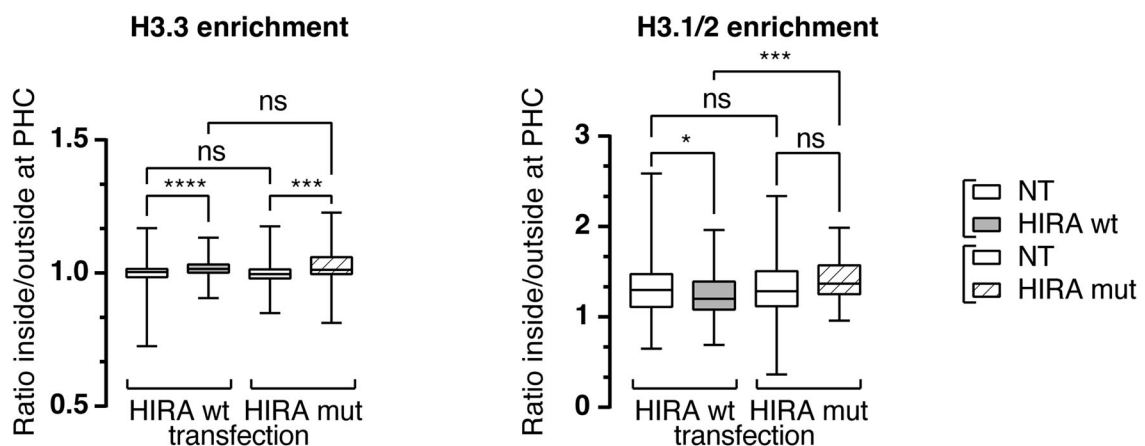 H3.3 enrichment
Ratio inside/outside at PHC
1.5
1.0
0.5
ns
ns
****
***
HIRA wt HIRA mut
transfection
H3.1/2 enrichment
Ratio inside/outside at PHC
3
2
1
0
***
ns
*
ns
HIRA wt HIRA mut
transfection
NT
HIRA wt
NT
HIRA mut